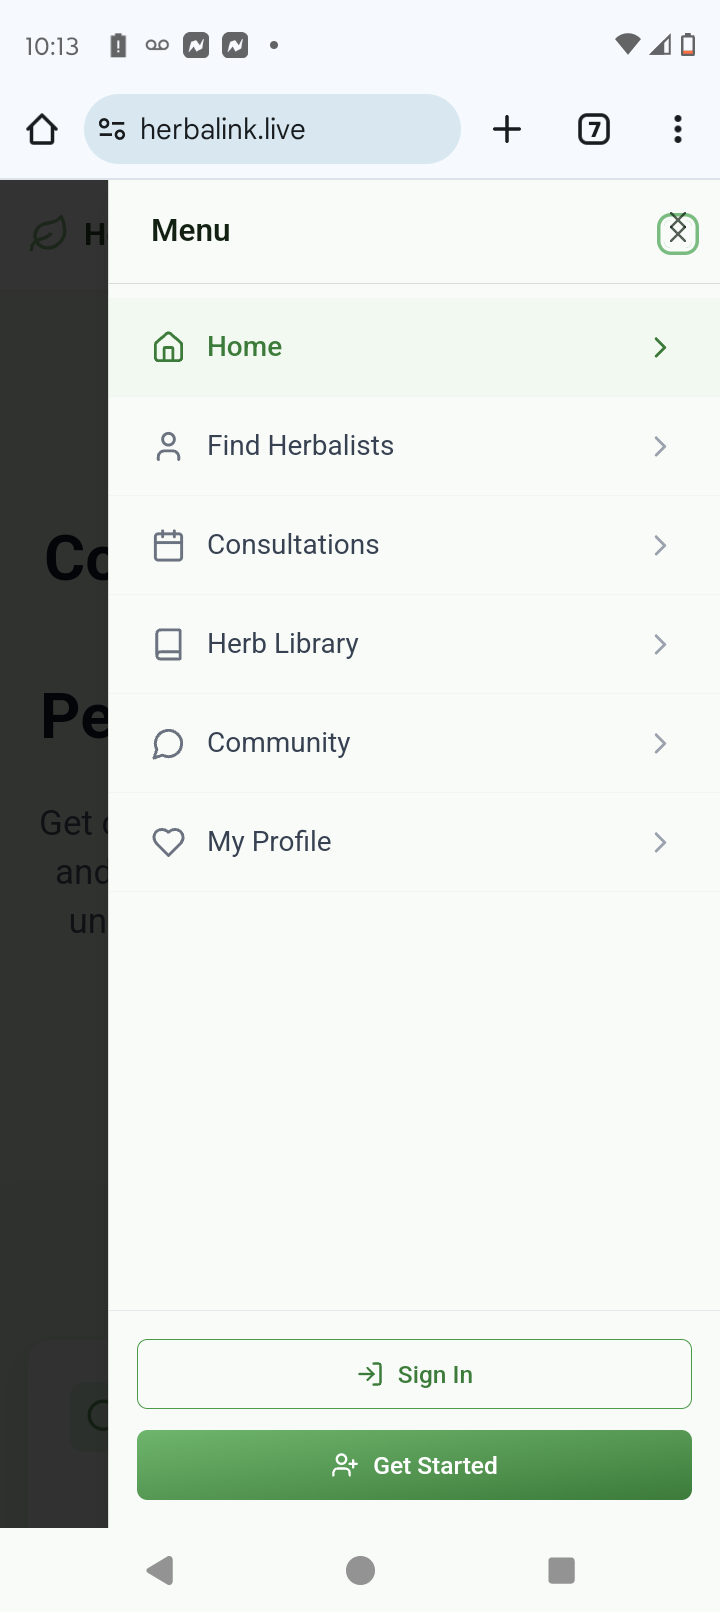 10:13
herbalink.live
7
H
Menu
Home
Find Herbalists
Co
Consultations
Herb Library
Pe
Community
Get
My Profile
and
un
Sign In
Get Started